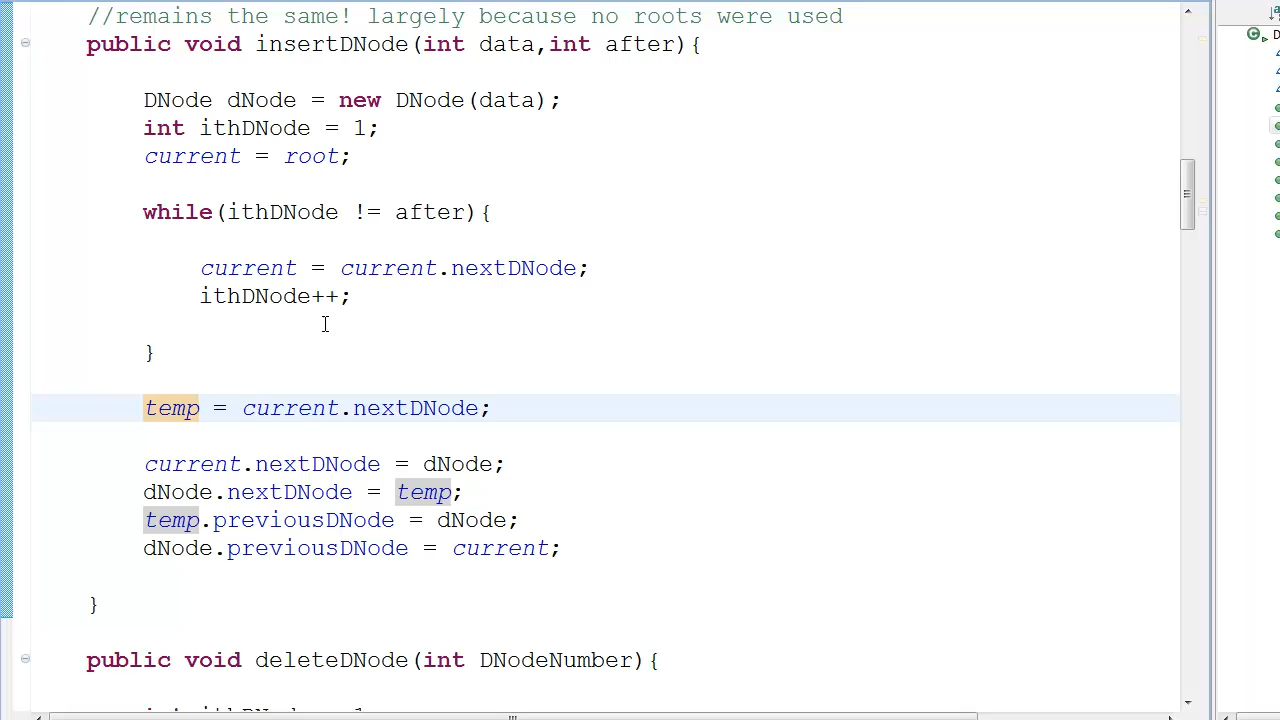 //remains the same! largely because no roots were used
public void insertDNode(int data,int after){
DNode dNode = new DNode(data);
int ithDNode = 1;
current = root;
while(ithDNode != after){
current = current.nextDNode;
ithDNode++;
}
temp = current.nextDNode;
current.nextDNode = dNode;
dNode.nextDNode = temp;
temp.previousDNode = dNode;
dNode.previousDNode = current;
}
public void deleteDNode(int DNodeNumber){